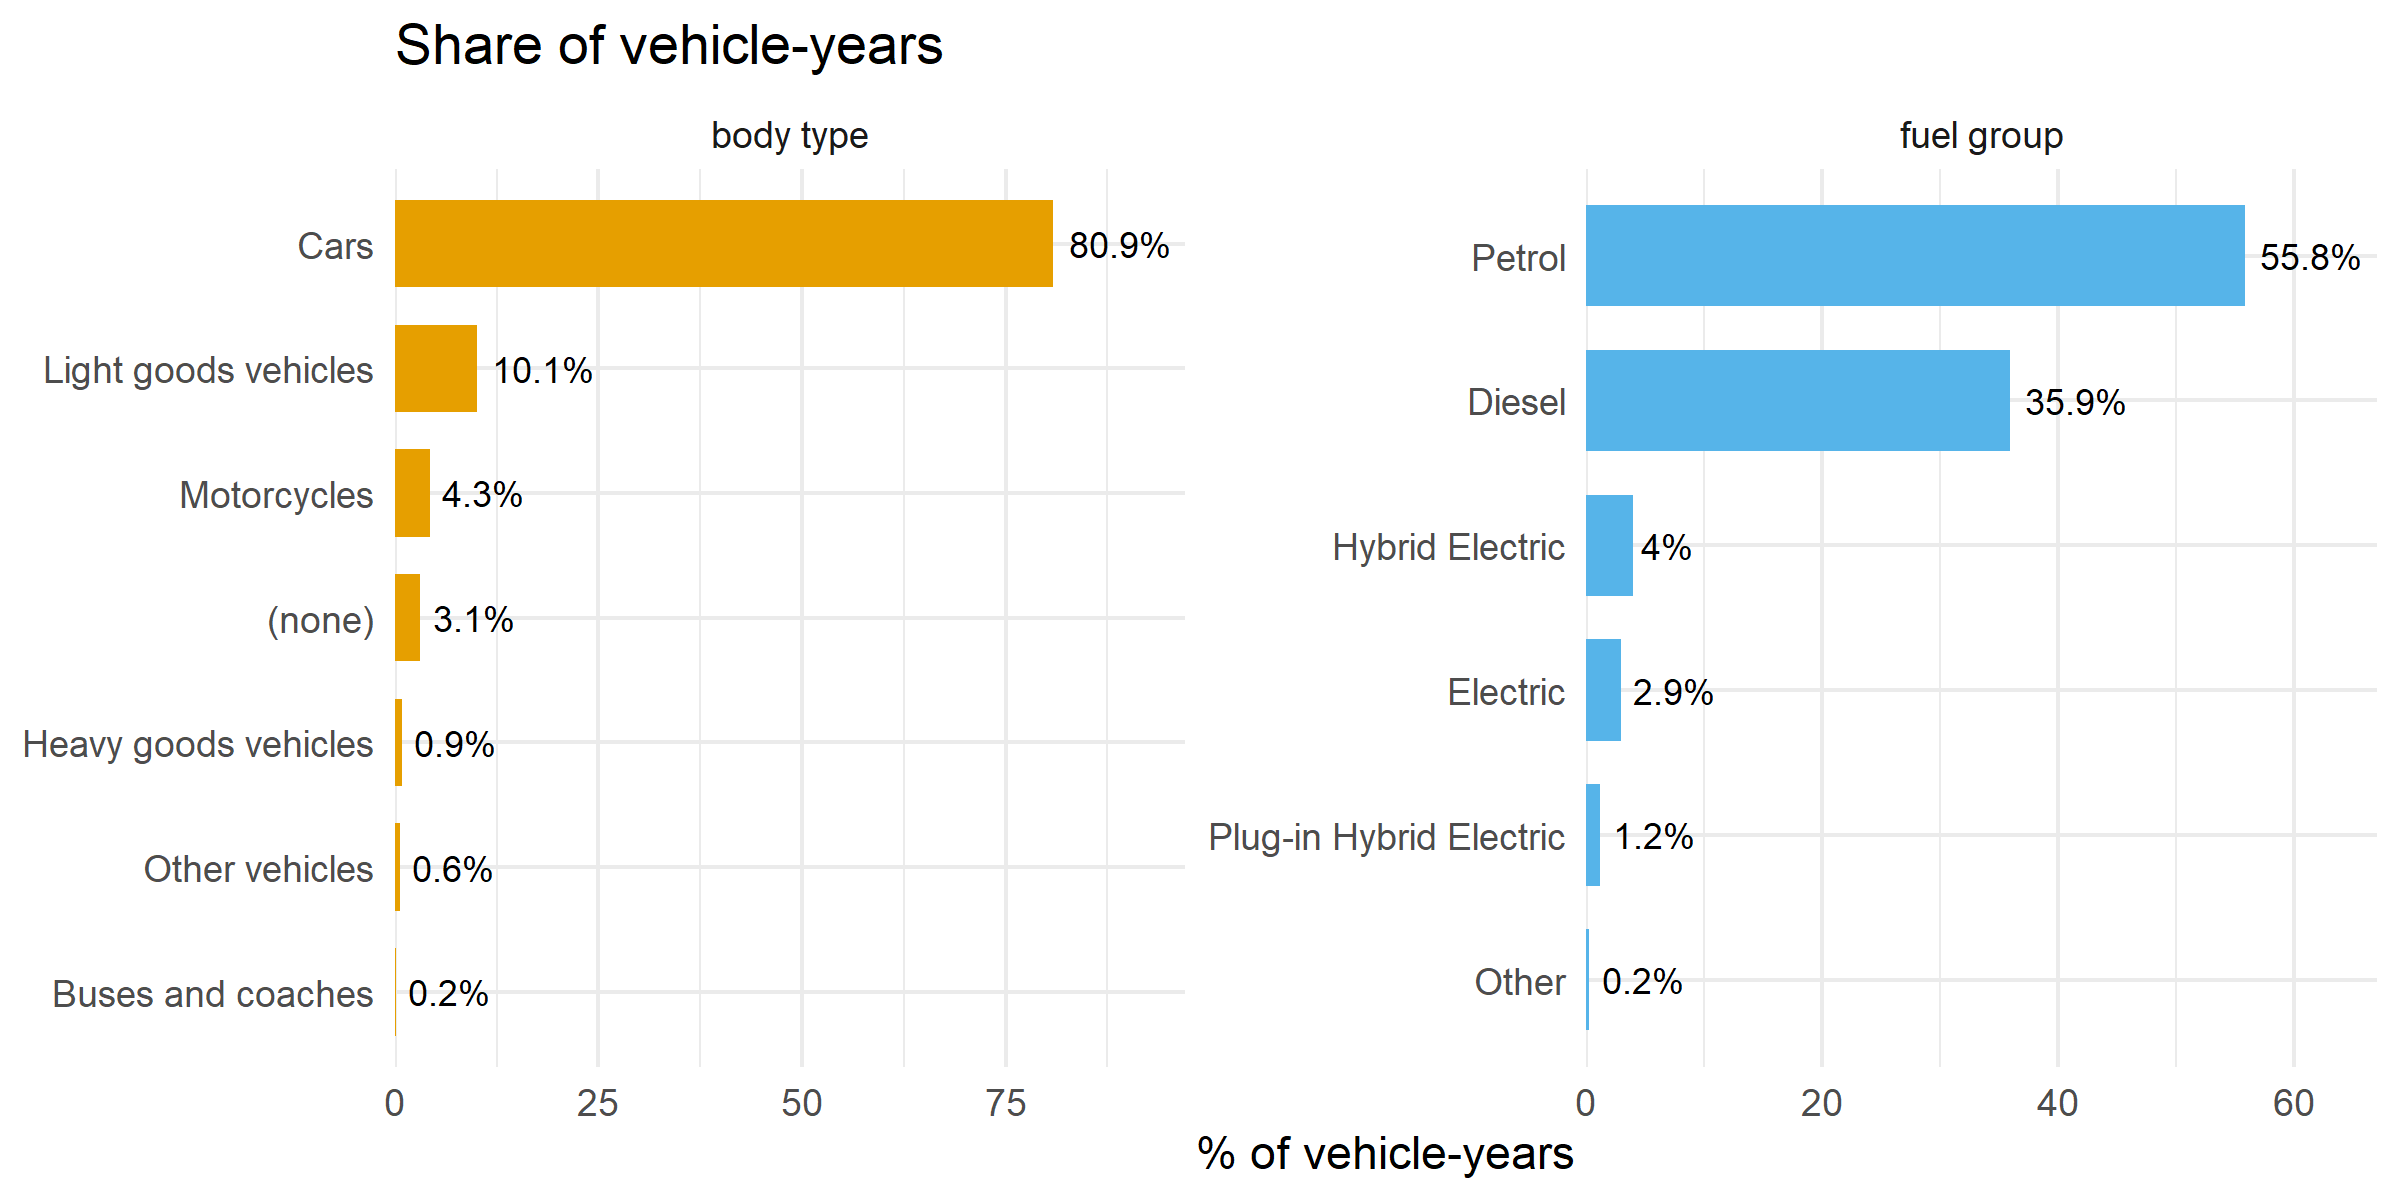 Share of vehicle-years
body type
Cars 80.9%
Light goods vehicles 10.1%
Motorcycles 4.3%
(none) 3.1%
Heavy goods vehicles 0.9%
Other vehicles 0.6%
Buses and coaches 0.2%
0 25 50 75
fuel group
Petrol 55.8%
Diesel 35.9%
Hybrid Electric 4%
Electric 2.9%
Plug-in Hybrid Electric 1.2%
Other 0.2%
0 20 40 60
% of vehicle-years